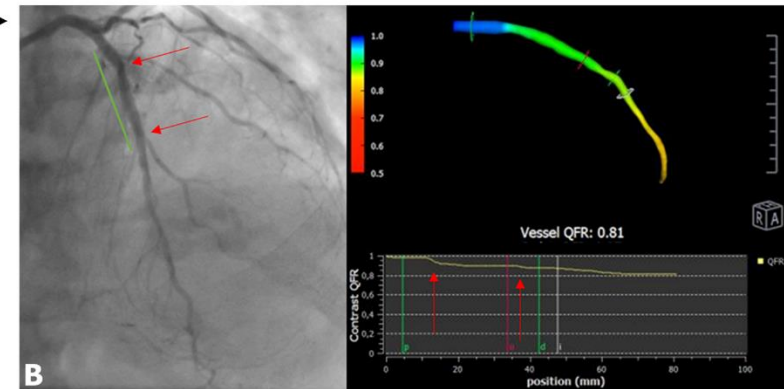 B
1.0
0.9
0.8
0.7
0.6
0.5
R A
Vessel QFR: 0.81
Contrast QFR
1
0,8
0,6
0,4
0,2
0
p
o
d
i
QFR
0 20 40 60 80 100
position (mm)